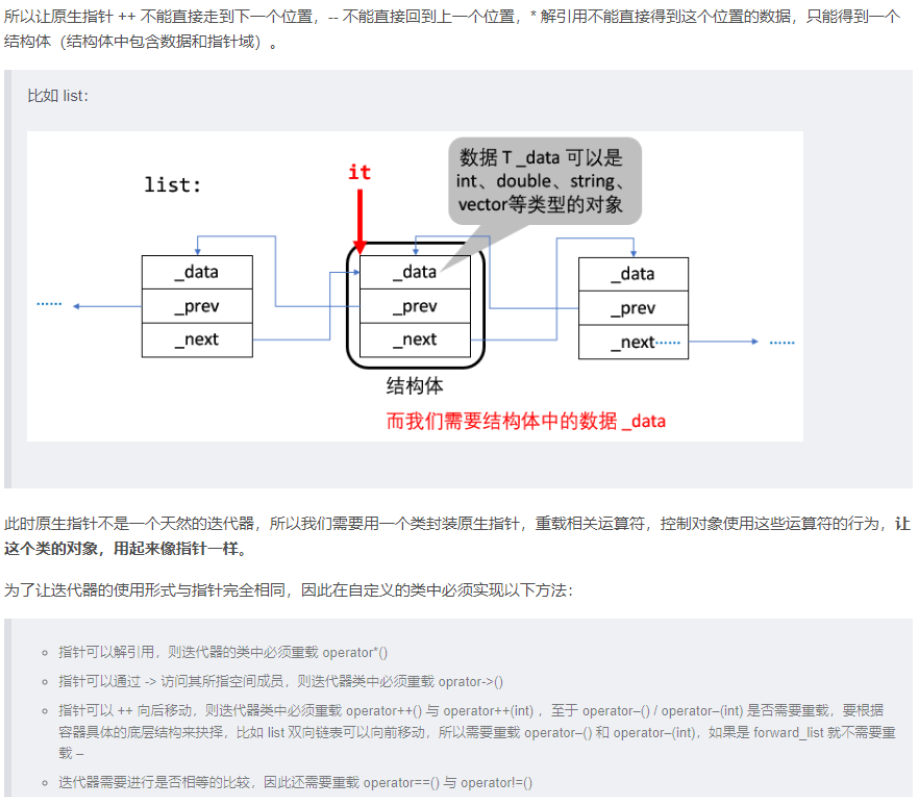 所以让原生指针 ++ 不能直接走到下一个位置，-- 不能直接回到上一个位置，* 解引用不能直接得到这个位置的数据，只能得到一个
结构体（结构体中包含数据和指针域）。
比如 list：
数据 T _data 可以是
int、double、string、
vector等类型的对象
it
list:
_data
_prev
_next
......
_data
_prev
_next
_data
_prev
_next......
......
结构体
而我们需要结构体中的数据 _data
此时原生指针不是一个天然的迭代器，所以我们需要用一个类封装原生指针，重载相关运算符，控制对象使用这些运算符的行为，让
这个类的对象，用起来像指针一样。
为了让迭代器的使用形式与指针完全相同，因此在自定义的类中必须实现以下方法：
指针可以解引用，则迭代器的类中必须重载 operator*()
指针可以通过 -> 访问其所指空间成员，则迭代器类中必须重载 oprator->()
指针可以 ++ 向后移动，则迭代器类中必须重载 operator++() 与 operator++(int) ，至于 operator–() / operator–(int) 是否需要重载，要根据
容器具体的底层结构来抉择，比如 list 双向链表可以向前移动，所以需要重载 operator–() 和 operator–(int)，如果是 forward_list 就不需要重
载 –
迭代器需要进行是否相等的比较，因此还需要重载 operator==() 与 operator!=()